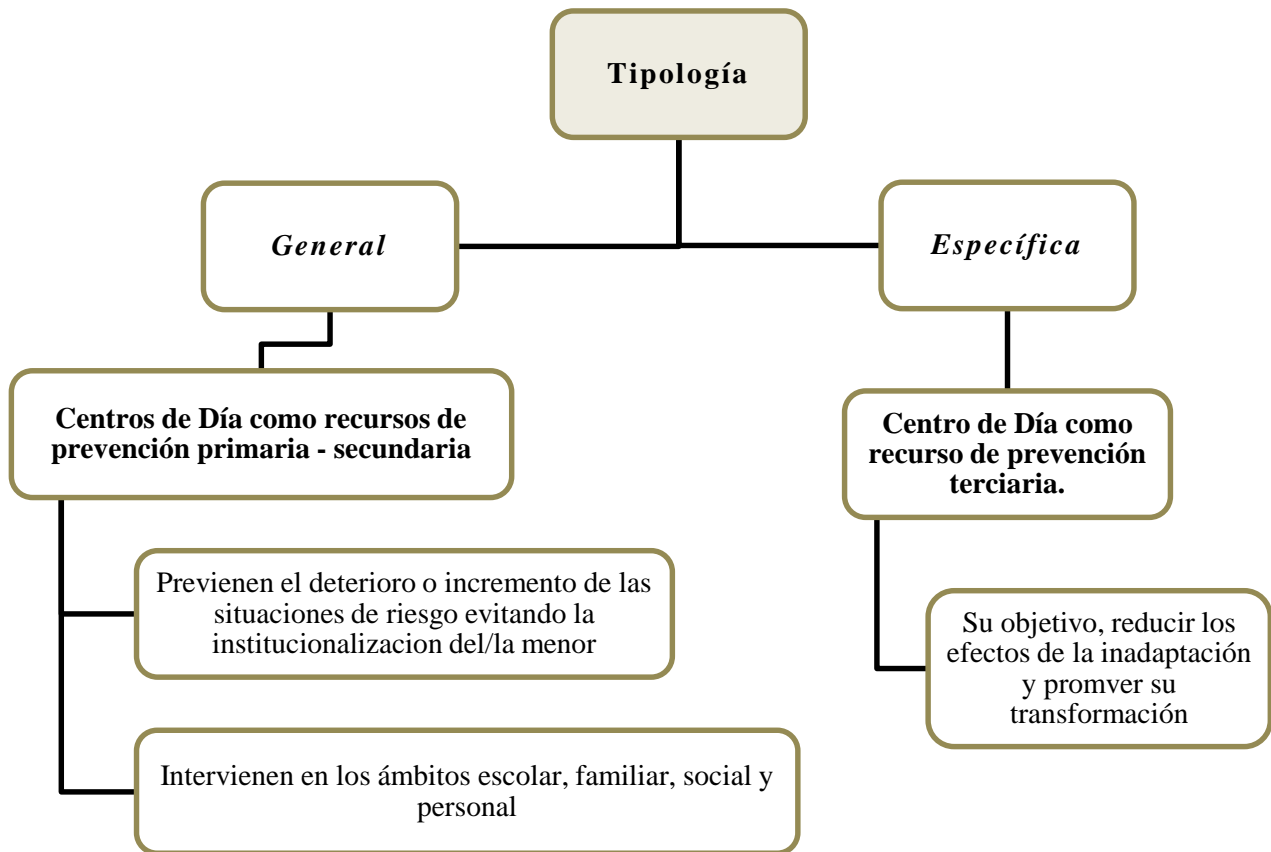 Tipología
General
Específica
Centros de Día como recursos de
prevención primaria - secundaria
Centro de Día como
recurso de prevención
terciaria.
Previenen el deterioro o incremento de las
situaciones de riesgo evitando la
institucionalizacion del/la menor
Su objetivo, reducir los
efectos de la inadaptación
y promver su
transformación
Intervienen en los ámbitos escolar, familiar, social y
personal